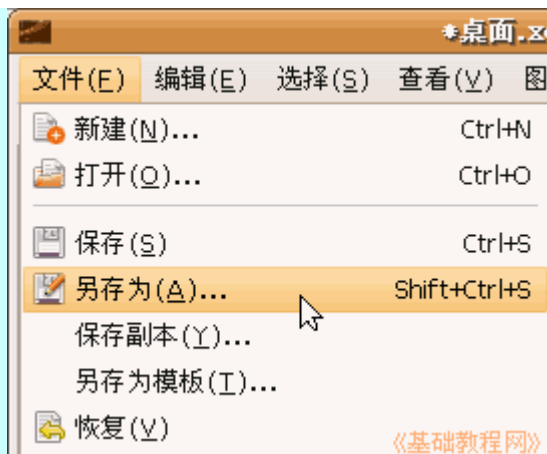 *桌面.x
文件(F) 编辑(E) 选择(S) 查看(V) 图
新建(N)... Ctrl+N
打开(O)... Ctrl+O
保存(S) Ctrl+S
另存为(A)... Shift+Ctrl+S
保存副本(Y)...
另存为模板(T)...
恢复(V)
《基础教程网》